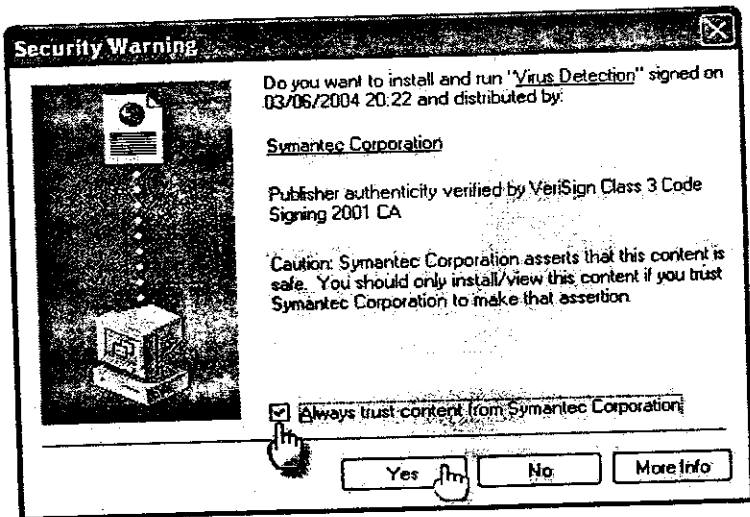 Security Warning
Do you want to install and run "Virus Detection" signed on
03/06/2004 20:22 and distributed by:
Symantec Corporation
Publisher authenticity verified by VeriSign Class 3 Code
Signing 2001 CA
Caution: Symantec Corporation asserts that this content is
safe. You should only install/view this content if you trust
Symantec Corporation to make that assertion.
Always trust content from Symantec Corporation
Yes No More Info